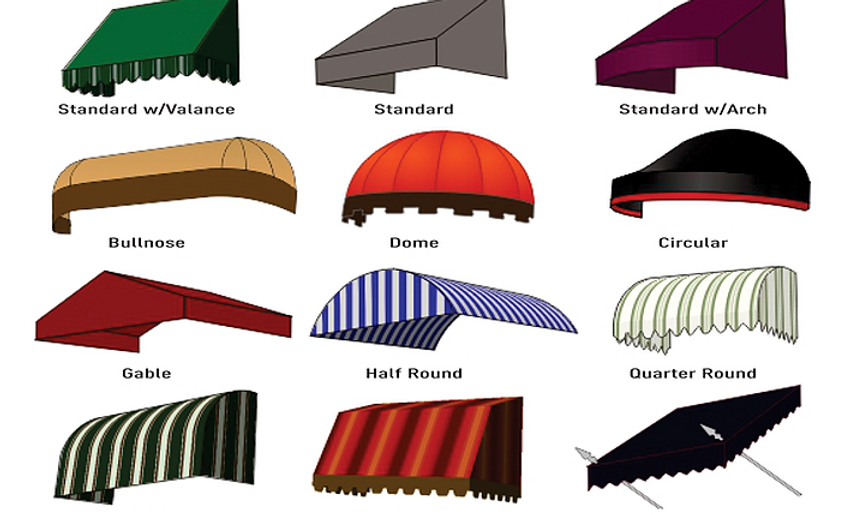 Standard w/Valance
Standard
Standard w/Arch
Bullnose
Dome
Circular
Gable
Half Round
Quarter Round